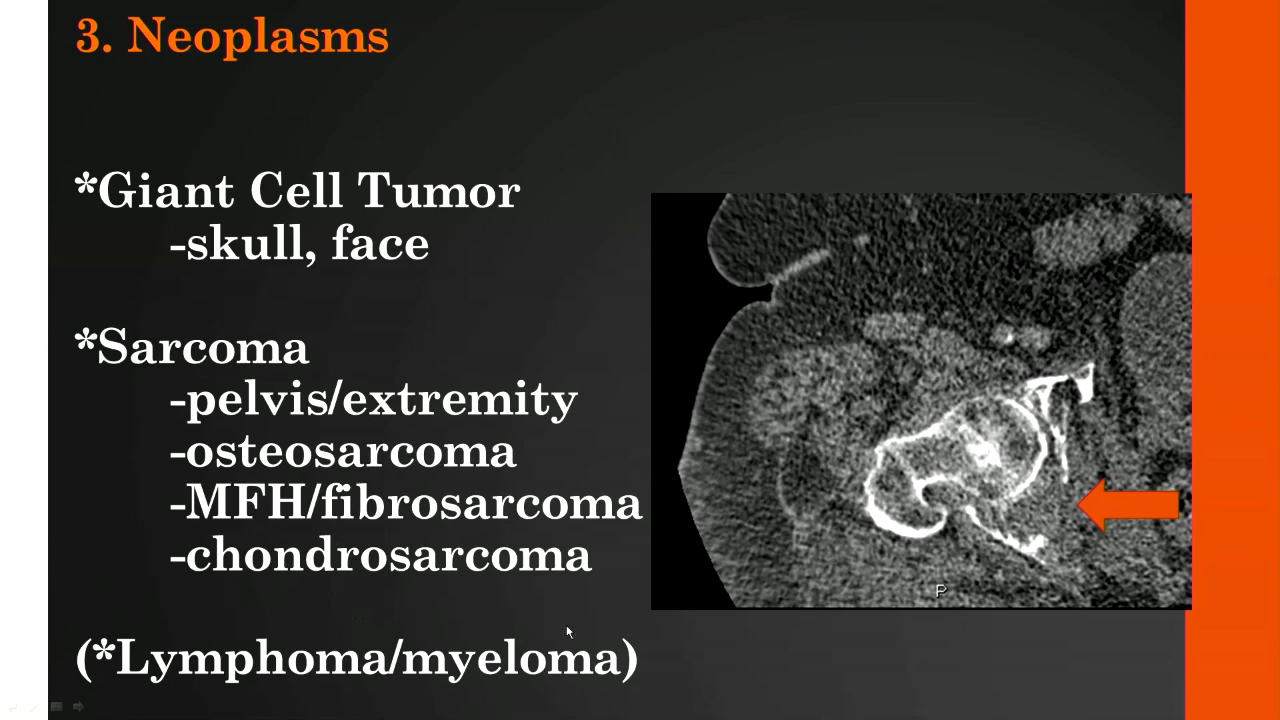 3. Neoplasms
*Giant Cell Tumor
-skull, face
*Sarcoma
-pelvis/extremity
-osteosarcoma
-MFH/fibrosarcoma
-chondrosarcoma
P
(*Lymphoma/myeloma)